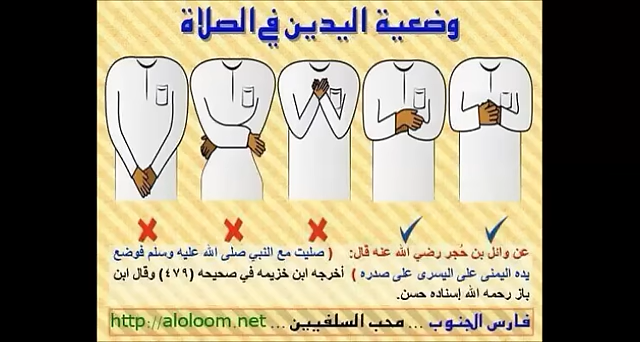 وضعية اليدين في الصلاة
عن وائل بن حُجر رضي الله عنه قال: ( صليت مع النبي صلى الله عليه وسلم فوضع
يده اليمنى على اليسرى على صدره ) أخرجه ابن خزيمه في صحيحه (٤٧٩) وقال ابن
باز رحمه الله إسناده حسن.
فارس الجنوب ... محب السلفيين ... http://aloloom.net